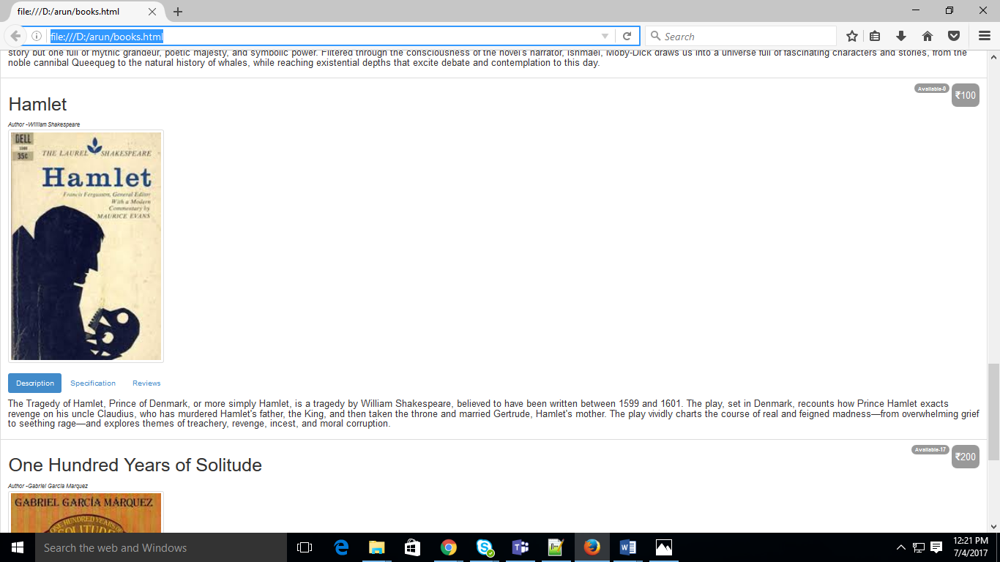 file:///D:/arun/books.html
file:///D:/arun/books.html
Search
story but one full of mythic grandeur, poetic majesty, and symbolic power. Filtered through the consciousness of the novel's narrator, Ishmael, Moby-Dick draws us into a universe full of fascinating characters and stories, from the
noble cannibal Queequeg to the natural history of whales, while reaching existential depths that excite debate and contemplation to this day.
Hamlet
Available-6
₹100
Author -William Shakespeare
DELL
35c
THE LAUREL SHAKESPEARE
Hamlet
Francis Fergusson, General Editor
With a Modern
Commentary by
MAURICE EVANS
Description
Specification
Reviews
The Tragedy of Hamlet, Prince of Denmark, or more simply Hamlet, is a tragedy by William Shakespeare, believed to have been written between 1599 and 1601. The play, set in Denmark, recounts how Prince Hamlet exacts
revenge on his uncle Claudius, who has murdered Hamlet's father, the King, and then taken the throne and married Gertrude, Hamlet's mother. The play vividly charts the course of real and feigned madness—from overwhelming grief
to seething rage—and explores themes of treachery, revenge, incest, and moral corruption.
One Hundred Years of Solitude
Available-17
₹200
Author -Gabriel Garcia Marquez
GABRIEL GARCÍA MÁRQUEZ
ONE HUNDRED YEARS OF
SOLITUDE
Search the web and Windows
12:21 PM
7/4/2017